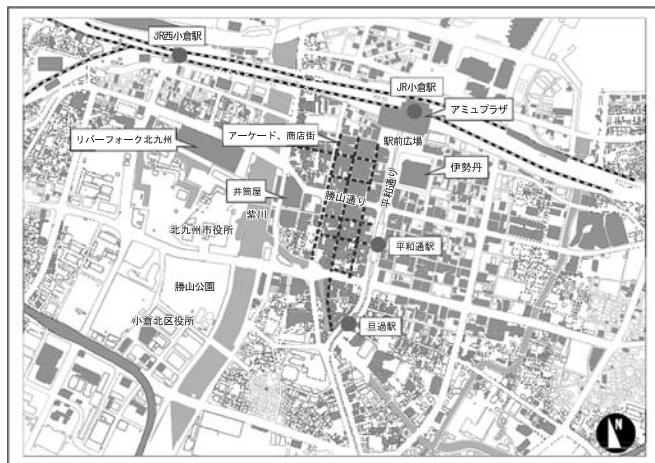 JR西小倉駅
JR小倉駅
アミュプラザ
リバーフォーク北九州
アーケード、商店街
駅前広場
伊勢丹
井筒屋
勝山通り
平和通り
紫川
北九州市役所
平和通駅
勝山公園
小倉北区役所
旦過駅
N